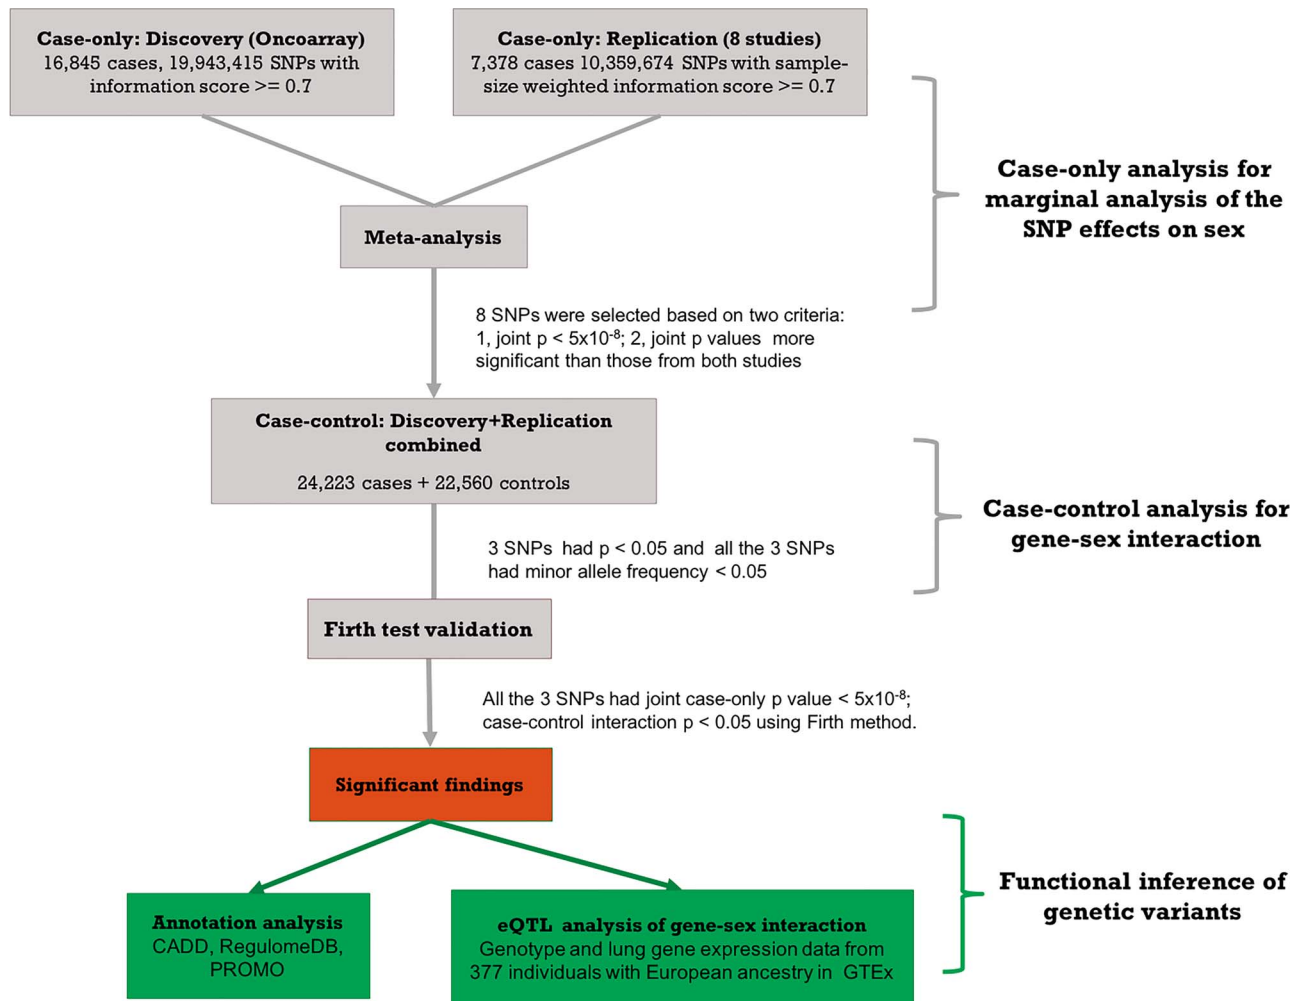 Case-only: Discovery (Oncoarray)
16,845 cases, 19,943,415 SNPs with
information score >= 0.7
Case-only: Replication (8 studies)
7,378 cases 10,359,674 SNPs with sample-
size weighted information score >= 0.7
Case-only analysis for
marginal analysis of the
SNP effects on sex
Meta-analysis
8 SNPs were selected based on two criteria:
1, joint p < 5x10⁻⁸; 2, joint p values more
significant than those from both studies
Case-control: Discovery+Replication
combined
24,223 cases + 22,560 controls
Case-control analysis for
gene-sex interaction
3 SNPs had p < 0.05 and all the 3 SNPs
had minor allele frequency < 0.05
Firth test validation
All the 3 SNPs had joint case-only p value < 5x10⁻⁸;
case-control interaction p < 0.05 using Firth method.
Significant findings
Annotation analysis
CADD, RegulomeDB,
PROMO
eQTL analysis of gene-sex interaction
Genotype and lung gene expression data from
377 individuals with European ancestry in GTEx
Functional inference of
genetic variants